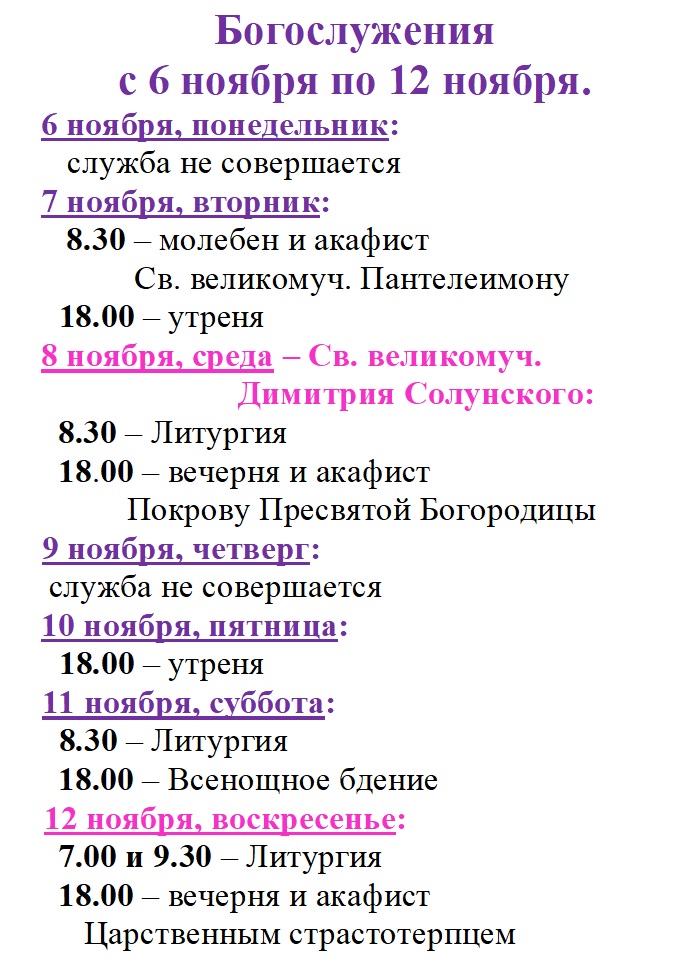 Богослужения
с 6 ноября по 12 ноября.
6 ноября, понедельник:
служба не совершается
7 ноября, вторник:
8.30 – молебен и акафист
Св. великомуч. Пантелеимону
18.00 – утреня
8 ноября, среда – Св. великомуч.
Димитрия Солунского:
8.30 – Литургия
18.00 – вечерня и акафист
Покрову Пресвятой Богородицы
9 ноября, четверг:
служба не совершается
10 ноября, пятница:
18.00 – утреня
11 ноября, суббота:
8.30 – Литургия
18.00 – Всенощное бдение
12 ноября, воскресенье:
7.00 и 9.30 – Литургия
18.00 – вечерня и акафист
Царственным страстотерпцем